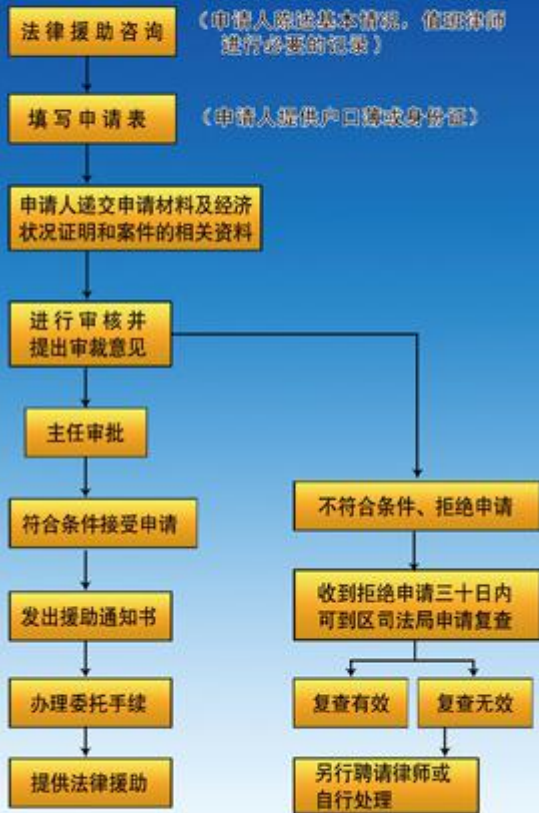 法律援助咨询
（申请人陈述基本情况，值班律师
进行必要的记录）
填写申请表
（申请人提供户口薄或身份证）
申请人递交申请材料及经济
状况证明和案件的相关资料
进行审核并
提出审裁意见
主任审批
符合条件接受申请
发出援助通知书
办理委托手续
提供法律援助
不符合条件、拒绝申请
收到拒绝申请三十日内
可到区司法局申请复查
复查有效
复查无效
另行聘请律师或
自行处理